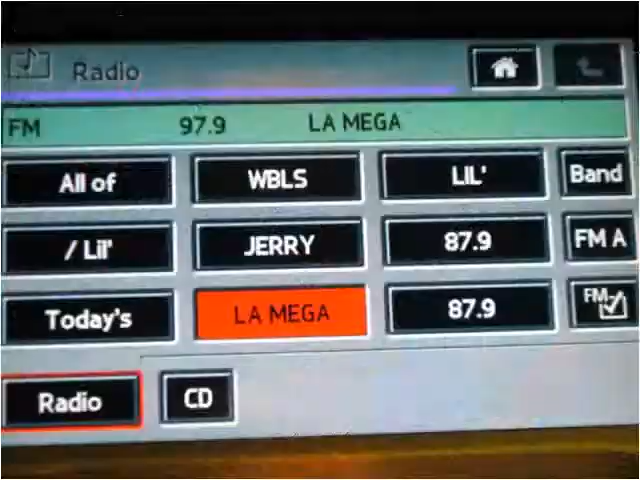 Radio
FM 97.9 LA MEGA
All of WBLS LIL' Band
/ Lil' JERRY 87.9 FM A
Today's LA MEGA 87.9 FM
Radio CD